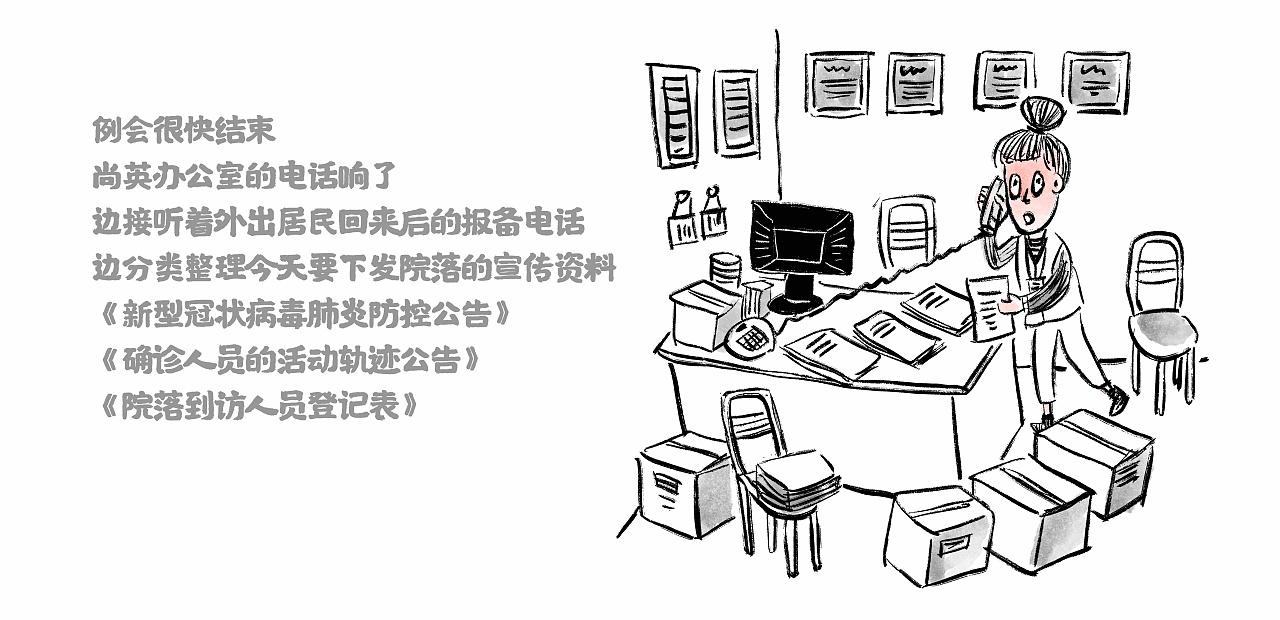 例会很快结束
尚英办公室的电话响了
边接听着外出居民回来后的报备电话
边分类整理今天要下发院落的宣传资料
《新型冠状病毒肺炎防控公告》
《确诊人员的活动轨迹公告》
《院落到访人员登记表》